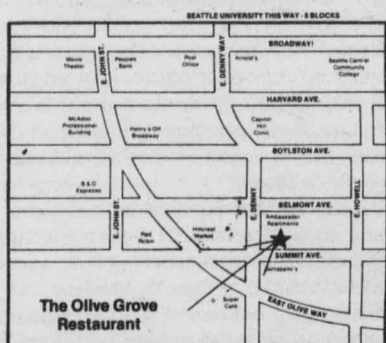 SEATTLE UNIVERSITY THIS WAY - 5 BLOCKS
BROADWAY!
Movie
Theater
E. JOHN ST.
Peoples
Bank
Post
Office
E. DENNY WAY
Arnold's
Seattle Central
Community
College
HARVARD AVE.
McAdoo
Professional
Building
Henry's Off
Broadway
Capitol
Hill
Clinic
BOYLSTON AVE.
B & O
Espresso
E. JOHN ST.
E. DENNY
E. HOWELL
BELMONT AVE.
Ambassador
Apartments
Red
Robin
Hillcrest
Market
SUMMIT AVE.
Super
Cuts
EAST OLIVE WAY
The Olive Grove
Restaurant